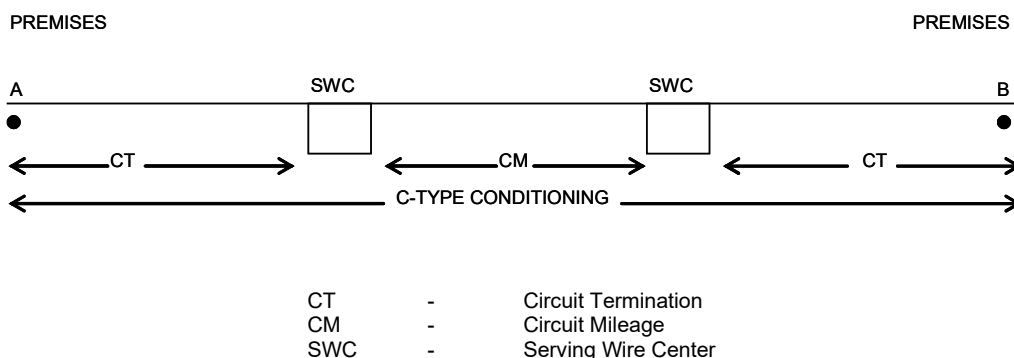 PREMISES PREMISES
A SWC SWC B
CT CM CT
C-TYPE CONDITIONING
CT - Circuit Termination
CM - Circuit Mileage
SWC - Serving Wire Center